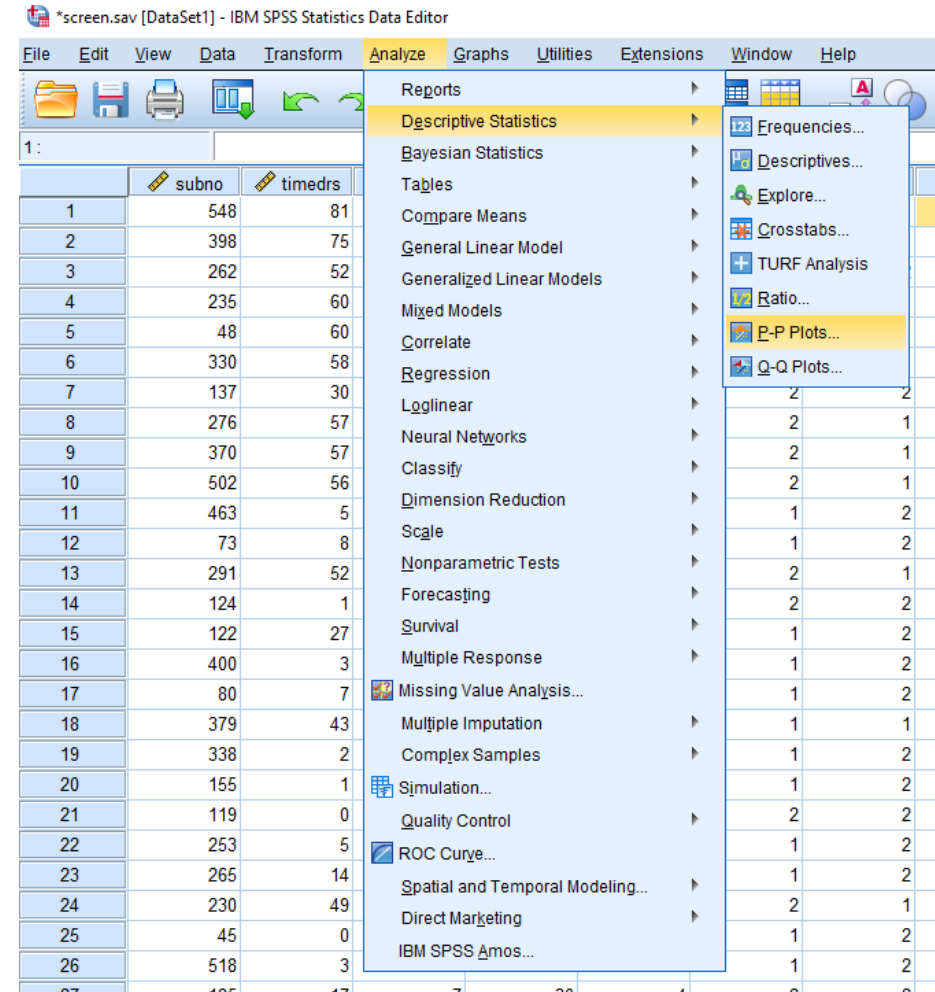 *screen.sav [DataSet1] - IBM SPSS Statistics Data Editor
File Edit View Data Transform Analyze Graphs Utilities Extensions Window Help
1 :
Reports
Descriptive Statistics
Bayesian Statistics
Tables
Compare Means
General Linear Model
Generalized Linear Models
Mixed Models
Correlate
Regression
Loglinear
Neural Networks
Classify
Dimension Reduction
Scale
Nonparametric Tests
Forecasting
Survival
Multiple Response
Missing Value Analysis...
Multiple Imputation
Complex Samples
Simulation...
Quality Control
ROC Curve...
Spatial and Temporal Modeling...
Direct Marketing
IBM SPSS Amos...
A
123 Frequencies...
Descriptives...
Explore...
Crosstabs...
TURF Analysis
1/2 Ratio...
P-P Plots...
Q-Q Plots...
subno timedrs
1 548 81
2 398 75
3 262 52
4 235 60
5 48 60
6 330 58
7 137 30 2 2
8 276 57 2 1
9 370 57 2 1
10 502 56 2 1
11 463 5 1 2
12 73 8 1 2
13 291 52 2 1
14 124 1 2 2
15 122 27 1 2
16 400 3 1 2
17 80 7 1 2
18 379 43 1 1
19 338 2 1 2
20 155 1 1 2
21 119 0 2 2
22 253 5 1 2
23 265 14 1 2
24 230 49 2 1
25 45 0 1 2
26 518 3 1 2